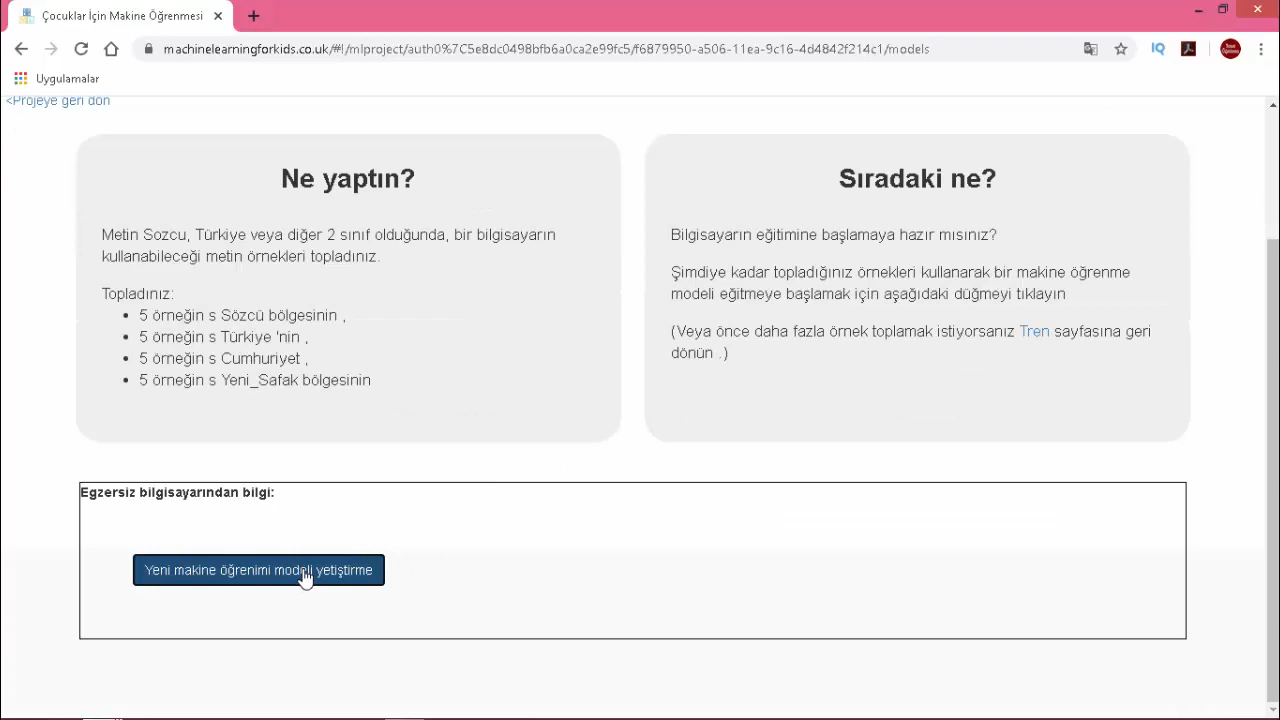 Çocuklar İçin Makine Öğrenmesi
machinelearningforkids.co.uk/#!/mlproject/auth0%7C5e8dc0498bfb6a0ca2e99fc5/f6879950-a506-11ea-9c16-4d4842f214c1/models
Uygulamalar
<Projeye geri dön
Ne yaptın?
Metin Sozcu, Türkiye veya diğer 2 sınıf olduğunda, bir bilgisayarın
kullanabileceği metin örnekleri topladınız.
Topladınız:
• 5 örneğin s Sözcü bölgesinin ,
• 5 örneğin s Türkiye 'nin ,
• 5 örneğin s Cumhuriyet ,
• 5 örneğin s Yeni_Safak bölgesinin
Sıradaki ne?
Bilgisayarın eğitimine başlamaya hazır mısınız?
Şimdiye kadar topladığınız örnekleri kullanarak bir makine öğrenme
modeli eğitmeye başlamak için aşağıdaki düğmeyi tıklayın
(Veya önce daha fazla örnek toplamak istiyorsanız Tren sayfasına geri
dönün .)
Egzersiz bilgisayarından bilgi:
Yeni makine öğrenimi modeli yetiştirme